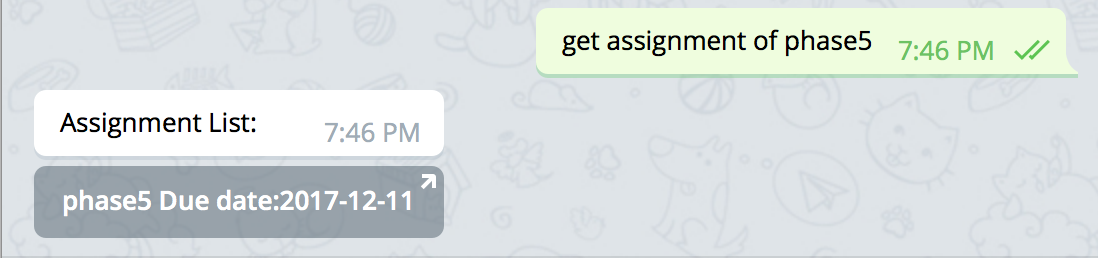 get assignment of phase5 7:46 PM
Assignment List: 7:46 PM
phase5 Due date:2017-12-11